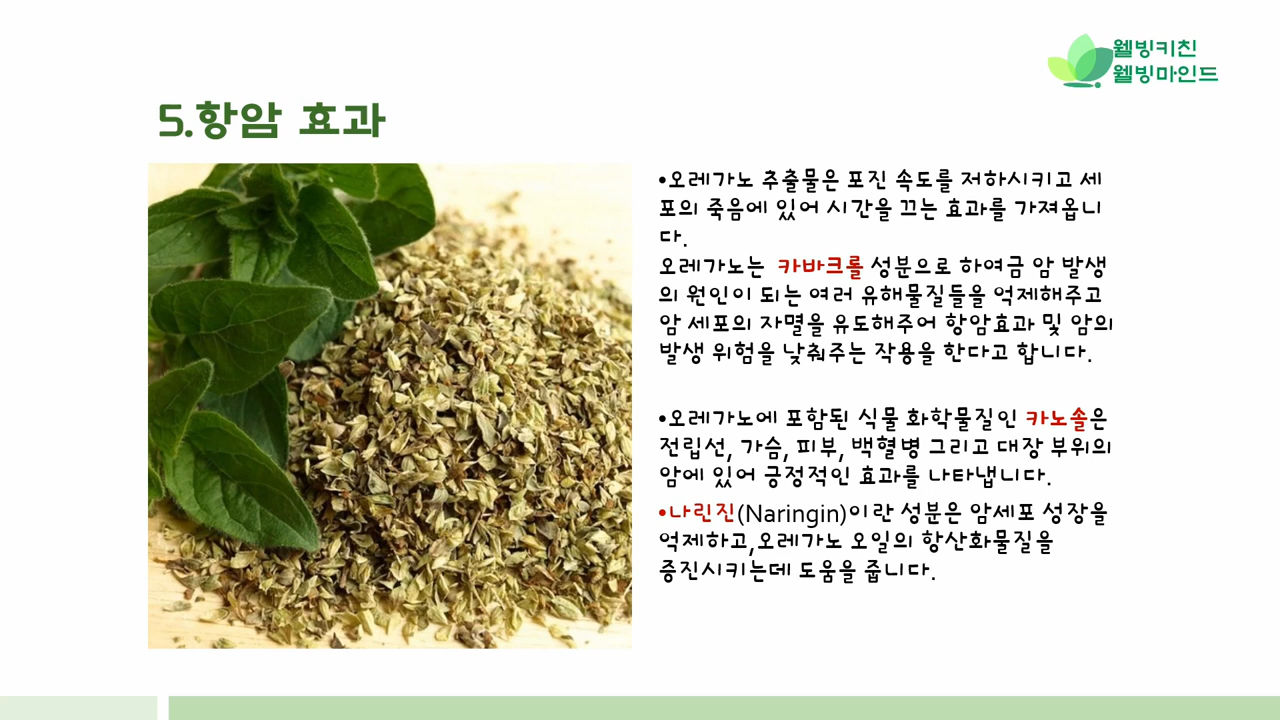 웰빙키친
웰빙마인드
5.항암 효과
•오레가노 추출물은 포진 속도를 저하시키고 세
포의 죽음에 있어 시간을 끄는 효과를 가져옵니
다.
오레가노는 카바크롤 성분으로 하여금 암 발생
의 원인이 되는 여러 유해물질들을 억제해주고
암 세포의 자멸을 유도해주어 항암효과 및 암의
발생 위험을 낮춰주는 작용을 한다고 합니다.
•오레가노에 포함된 식물 화학물질인 카노솔은
전립선, 가슴, 피부, 백혈병 그리고 대장 부위의
암에 있어 긍정적인 효과를 나타냅니다.
•나린진(Naringin)이란 성분은 암세포 성장을
억제하고,오레가노 오일의 항산화물질을
증진시키는데 도움을 줍니다.